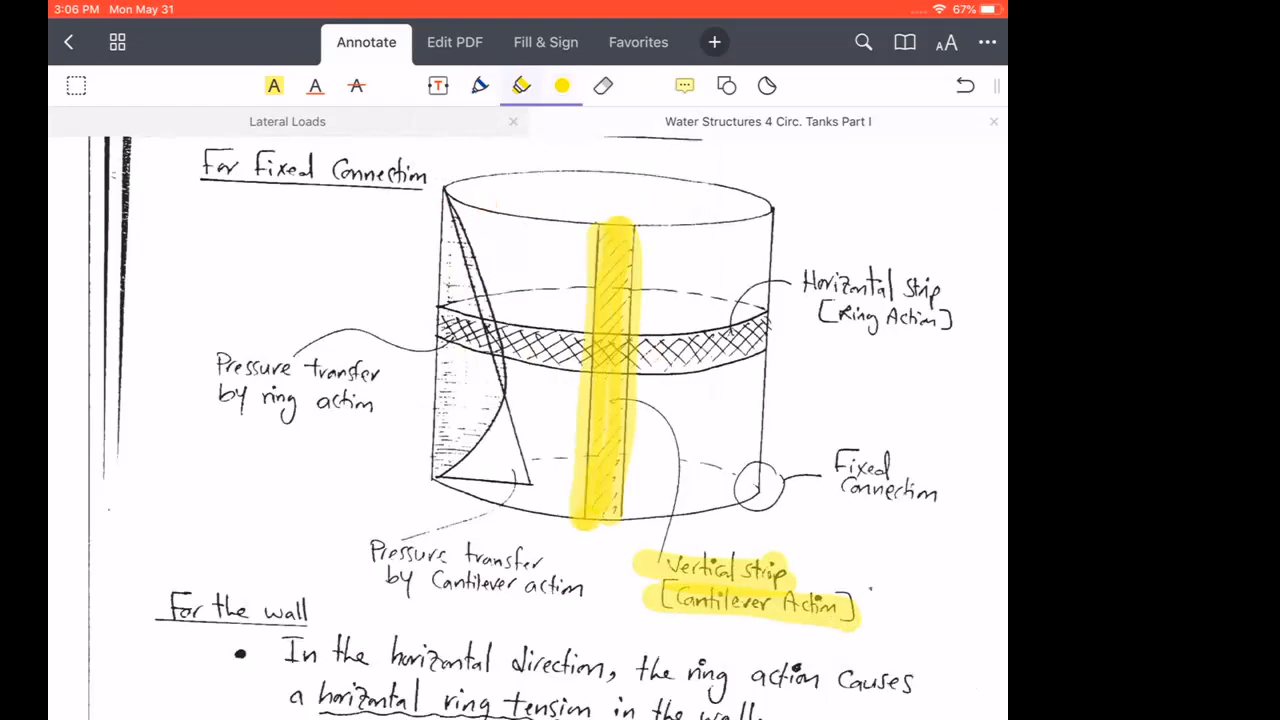 3:06 PM Mon May 31
67%
Annotate
Edit PDF
Fill & Sign
Favorites
AA
A A A T
Lateral Loads
Water Structures 4 Circ. Tanks Part I
For Fixed Connection
Horizontal strip
[Ring Action]
Pressure transfer
by ring action
Fixed
Connection
Pressure transfer
by Cantilever action
Vertical strip
[Cantilever Action]
For the wall
• In the horizontal direction, the ring action causes
a horizontal ring tension in the wall.